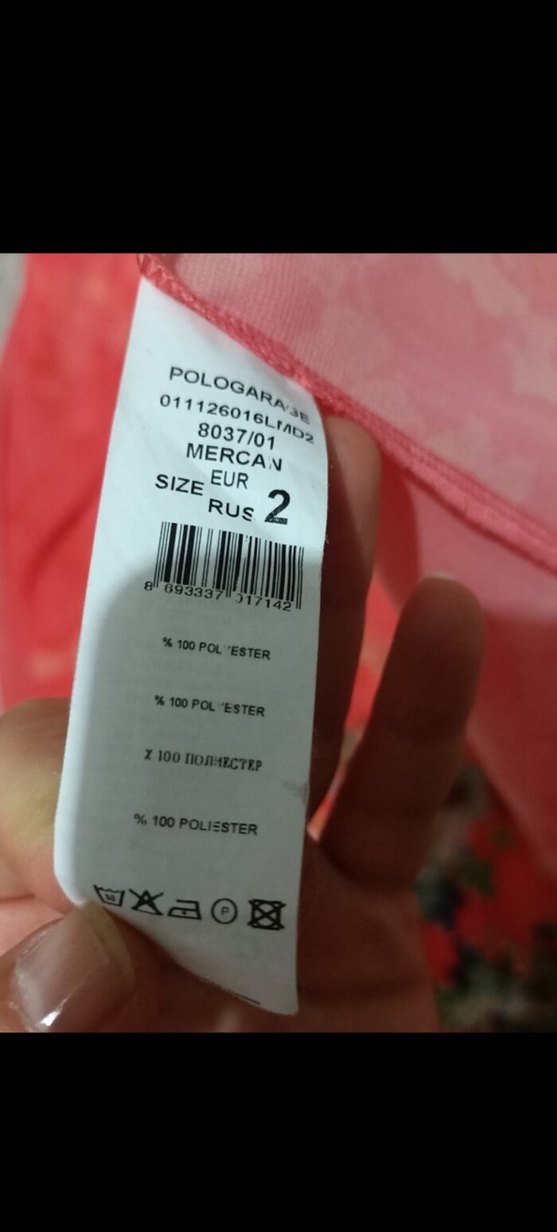 POLOGARAGE
011126016LMD2
8037/01
MERCAN
SIZE EUR RUS 2
8 693337 017142
% 100 POLYESTER
% 100 POLYESTER
% 100 ПОЛИЕСТЕР
% 100 POLIESTER
30
P